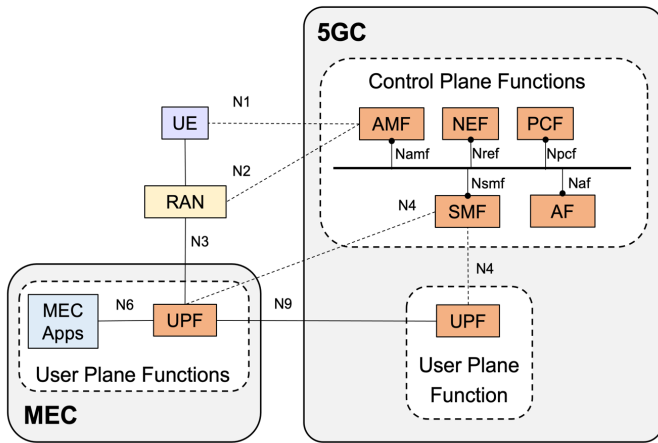 5GC
Control Plane Functions
N1
UE
AMF
NEF
PCF
Namf
Nref
Npcf
N2
Nsmf
Naf
RAN
N4
SMF
AF
N3
N4
MEC
Apps
N6
UPF
N9
UPF
User Plane Functions
User Plane
Function
MEC